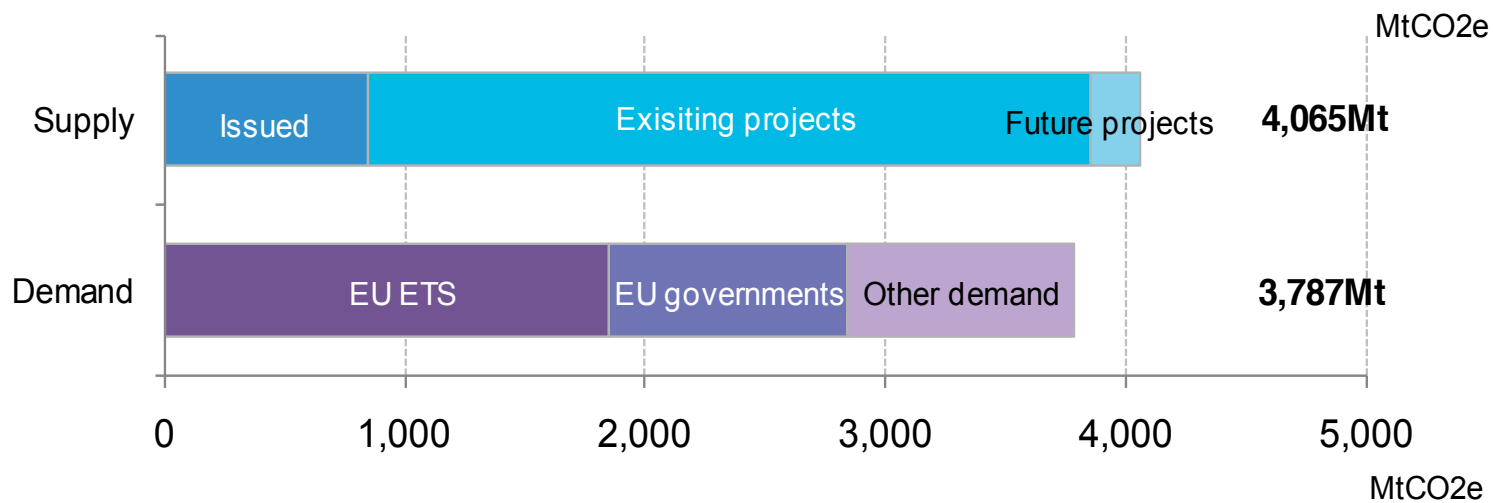 MtCO2e
Supply
Issued
Exisiting projects
Future projects
4,065Mt
Demand
EU ETS
EU governments
Other demand
3,787Mt
0 1,000 2,000 3,000 4,000 5,000
MtCO2e